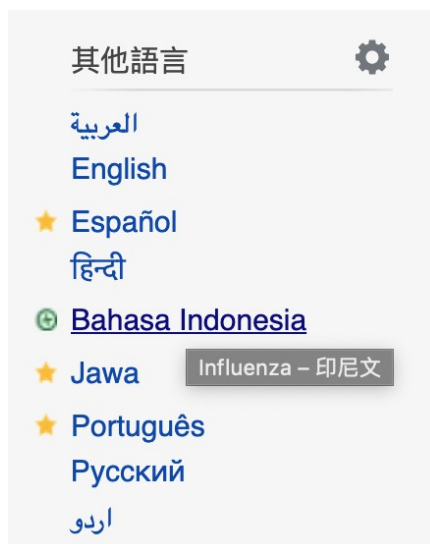 其他語言
العربية
English
Español
हिन्दी
Bahasa Indonesia
Influenza – 印尼文
Jawa
Português
Русский
اردو